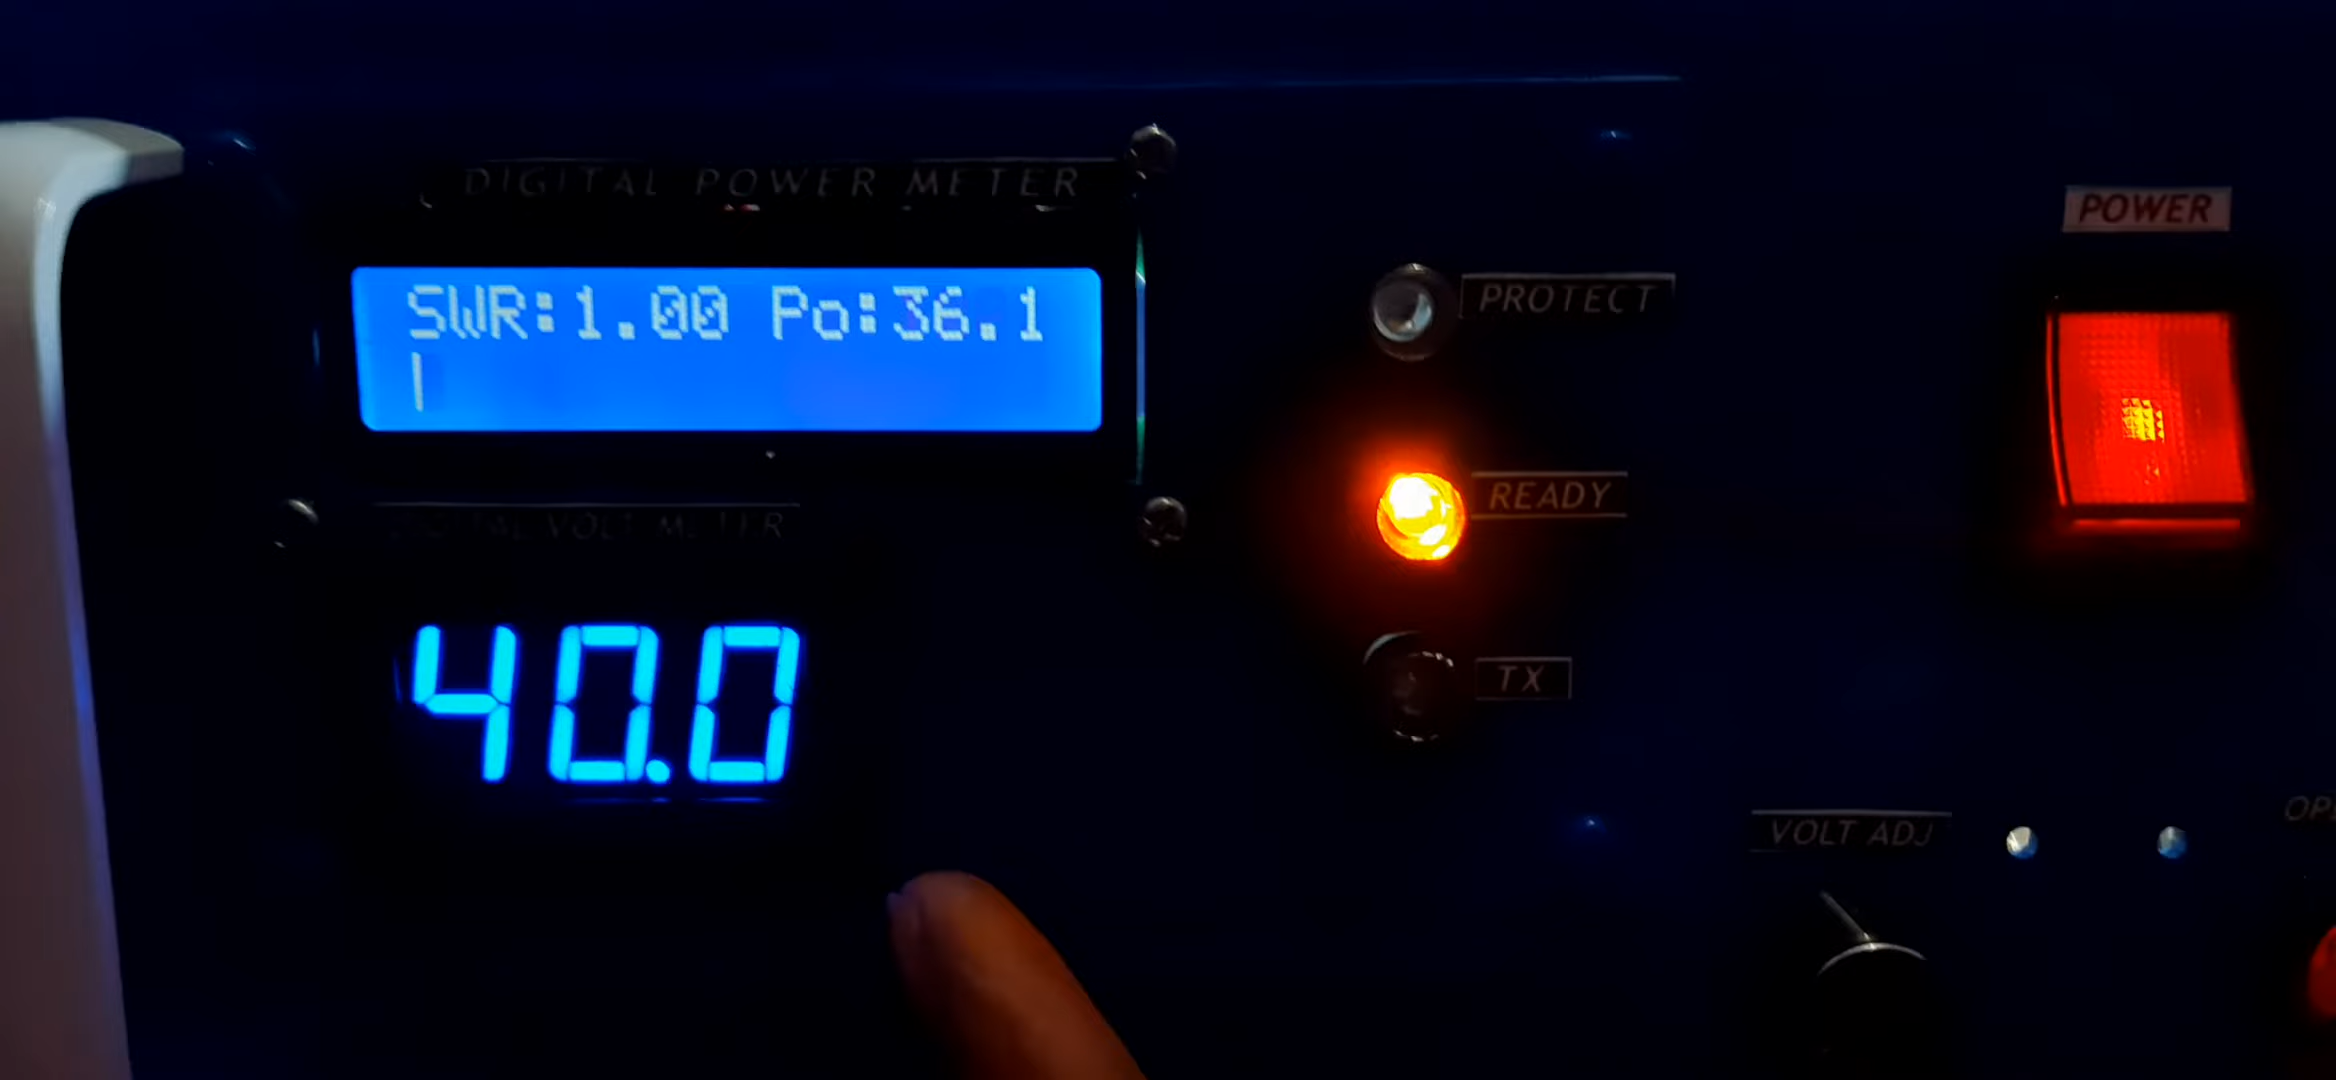 DIGITAL POWER METER
SWR:1.00 Po:36.1
DIGITAL VOLT METER
40.0
PROTECT
READY
TX
POWER
VOLT ADJ